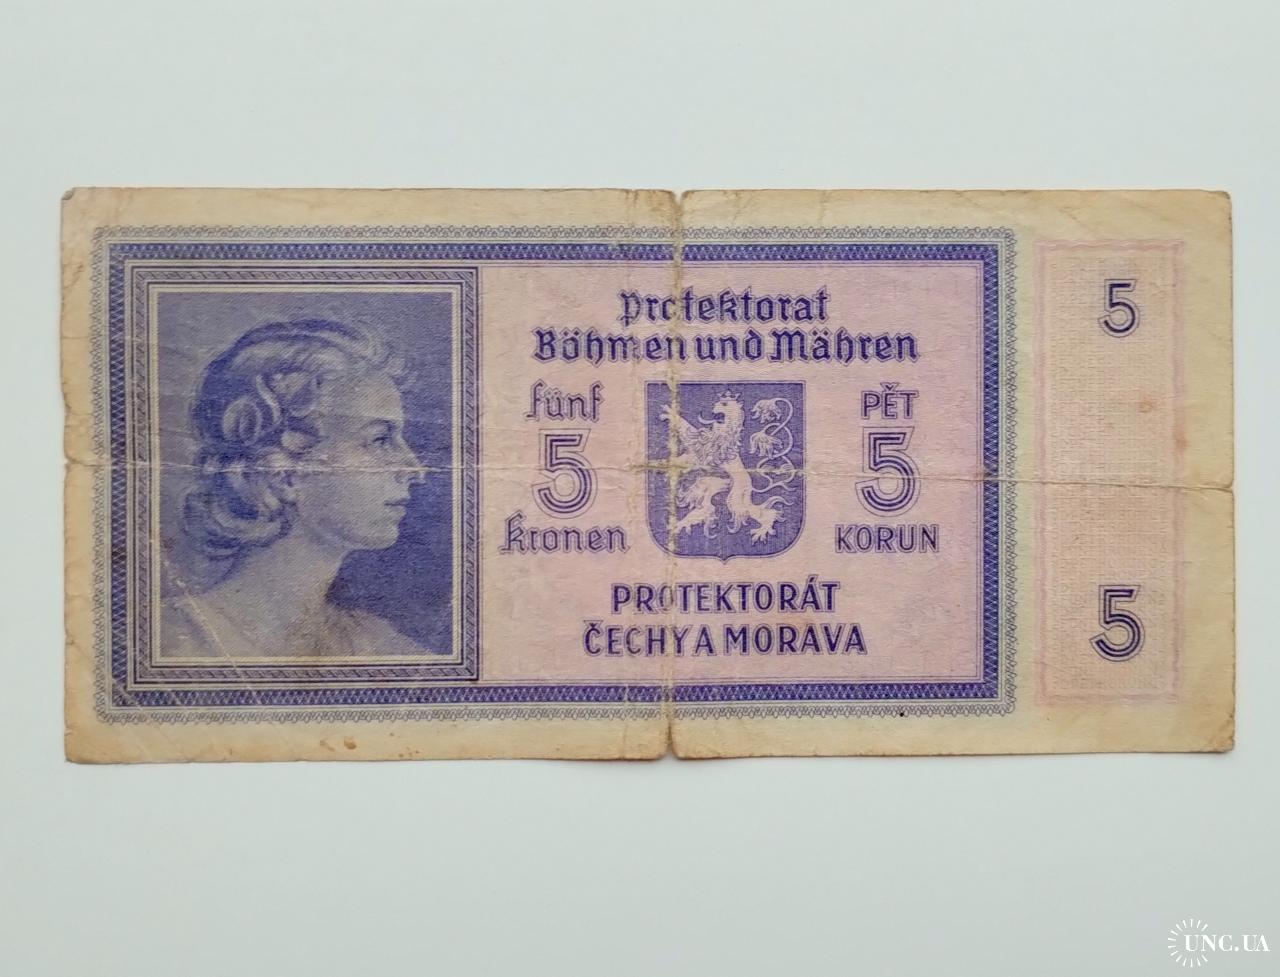 Protektorat
Böhmen und Mähren
fünf
5
Kronen
PĚT
5
KORUN
PROTEKTORÁT
ČECHY A MORAVA
5
5
UNC.UA